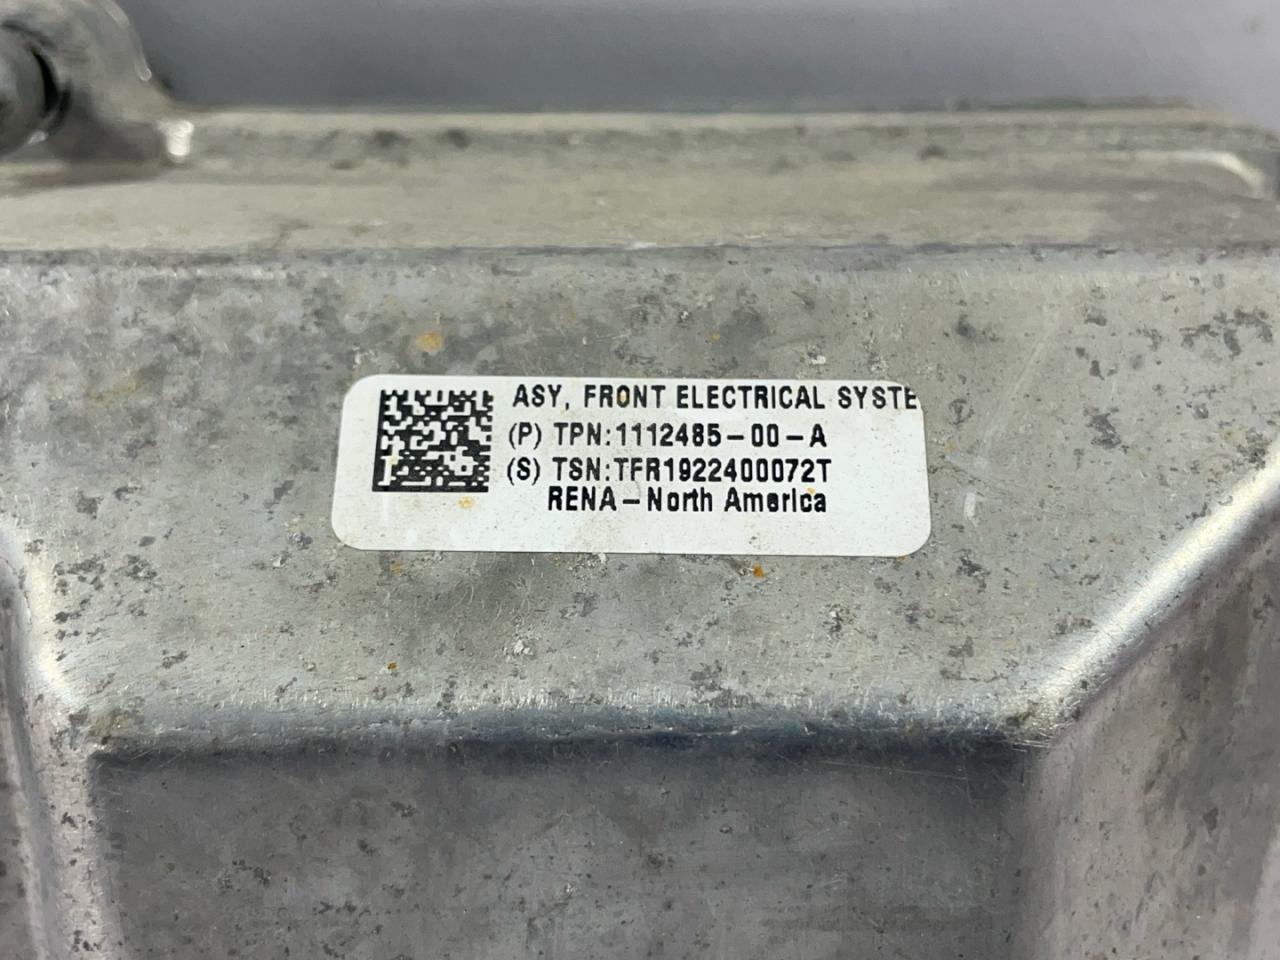 ASY, FRONT ELECTRICAL SYSTE
(P) TPN:1112485-00-A
(S) TSN:TFR1922400072T
RENA-North America